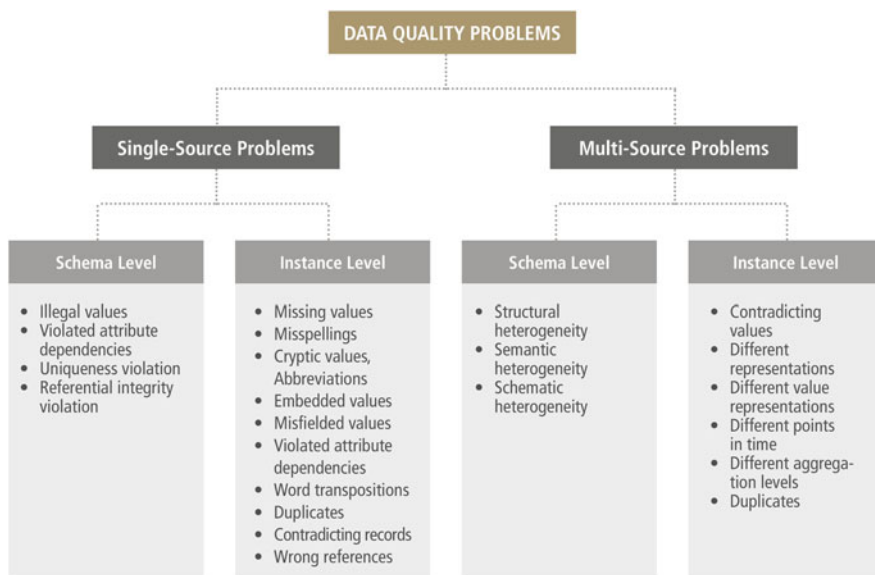 DATA QUALITY PROBLEMS
Single-Source Problems
Multi-Source Problems
Schema Level
• Illegal values
• Violated attribute
dependencies
• Uniqueness violation
• Referential integrity
violation
Instance Level
• Missing values
• Misspellings
• Cryptic values,
Abbreviations
• Embedded values
• Misfielded values
• Violated attribute
dependencies
• Word transpositions
• Duplicates
• Contradicting records
• Wrong references
Schema Level
• Structural
heterogeneity
• Semantic
heterogeneity
• Schematic
heterogeneity
Instance Level
• Contradicting
values
• Different
representations
• Different value
representations
• Different points
in time
• Different aggrega-
tion levels
• Duplicates